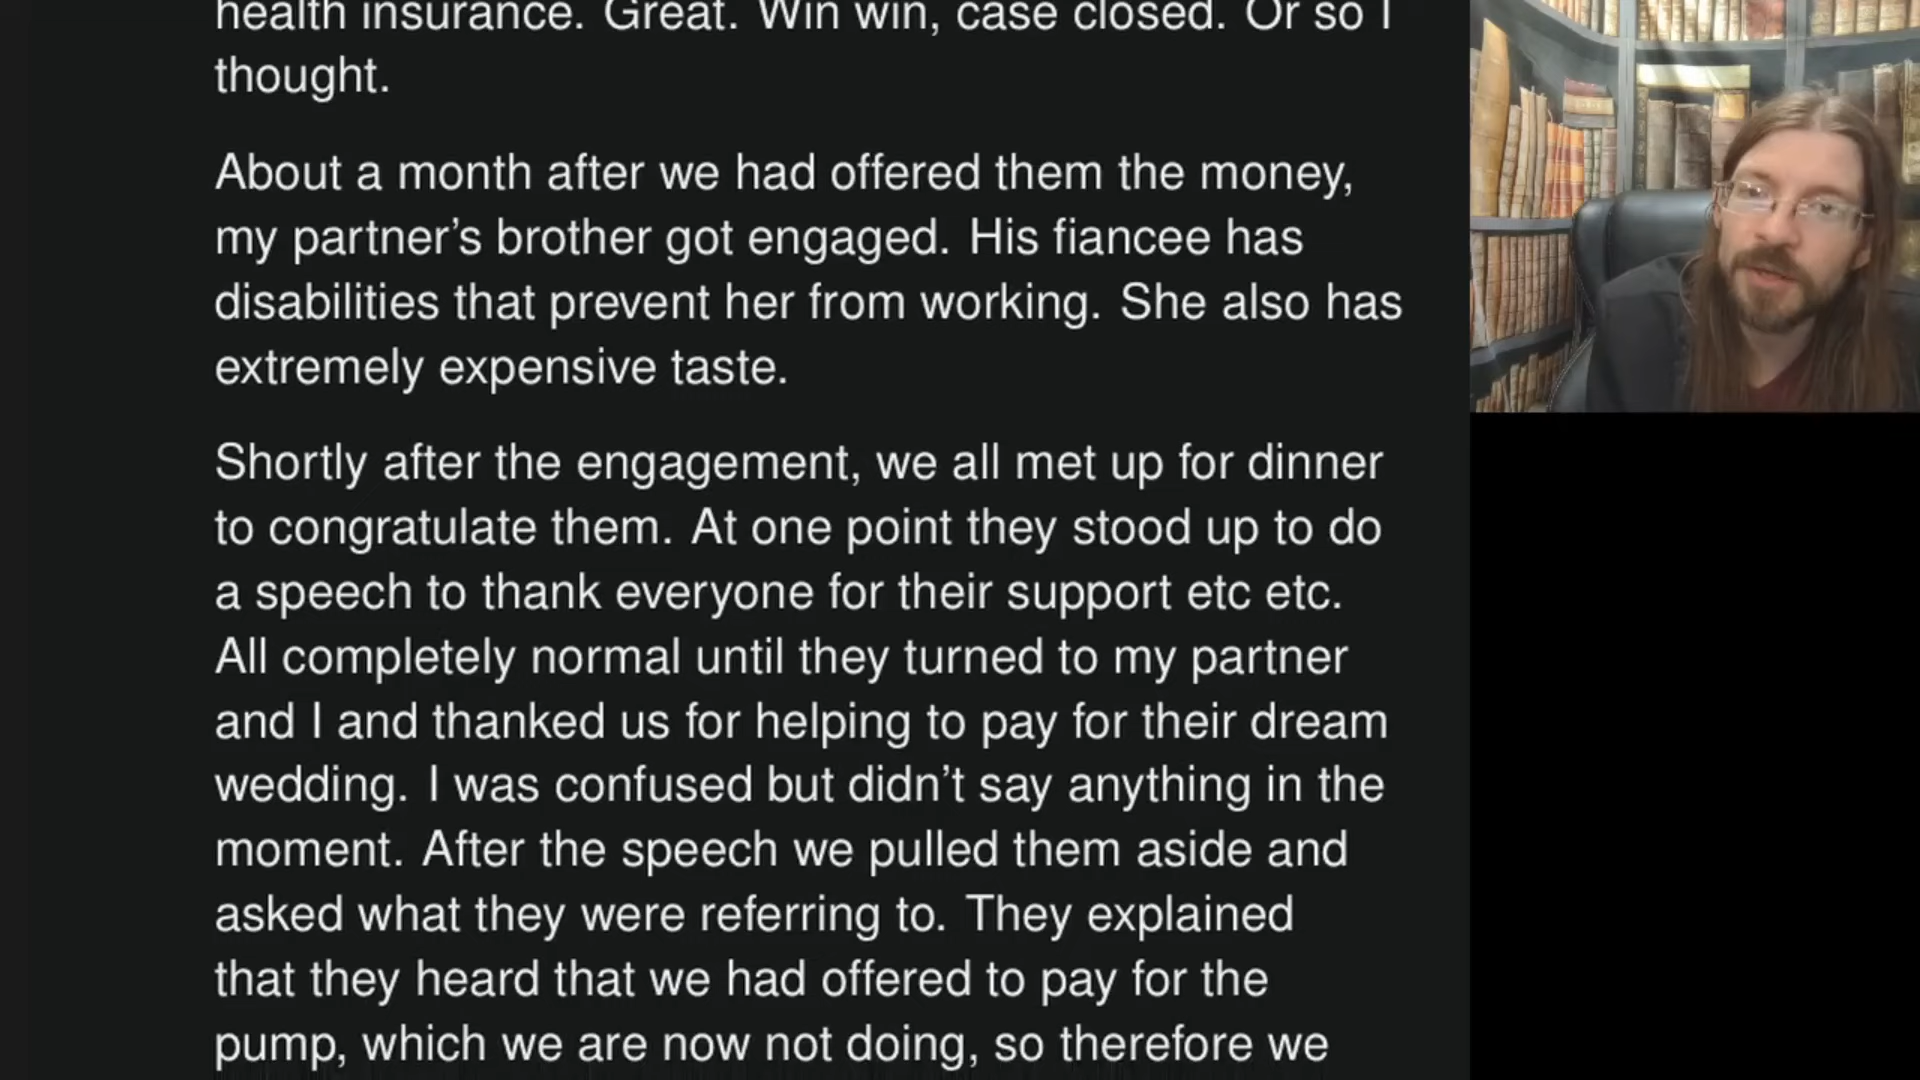 health insurance. Great. Win win, case closed. Or so I
thought.
About a month after we had offered them the money,
my partner’s brother got engaged. His fiancee has
disabilities that prevent her from working. She also has
extremely expensive taste.
Shortly after the engagement, we all met up for dinner
to congratulate them. At one point they stood up to do
a speech to thank everyone for their support etc etc.
All completely normal until they turned to my partner
and I and thanked us for helping to pay for their dream
wedding. I was confused but didn’t say anything in the
moment. After the speech we pulled them aside and
asked what they were referring to. They explained
that they heard that we had offered to pay for the
pump, which we are now not doing, so therefore we